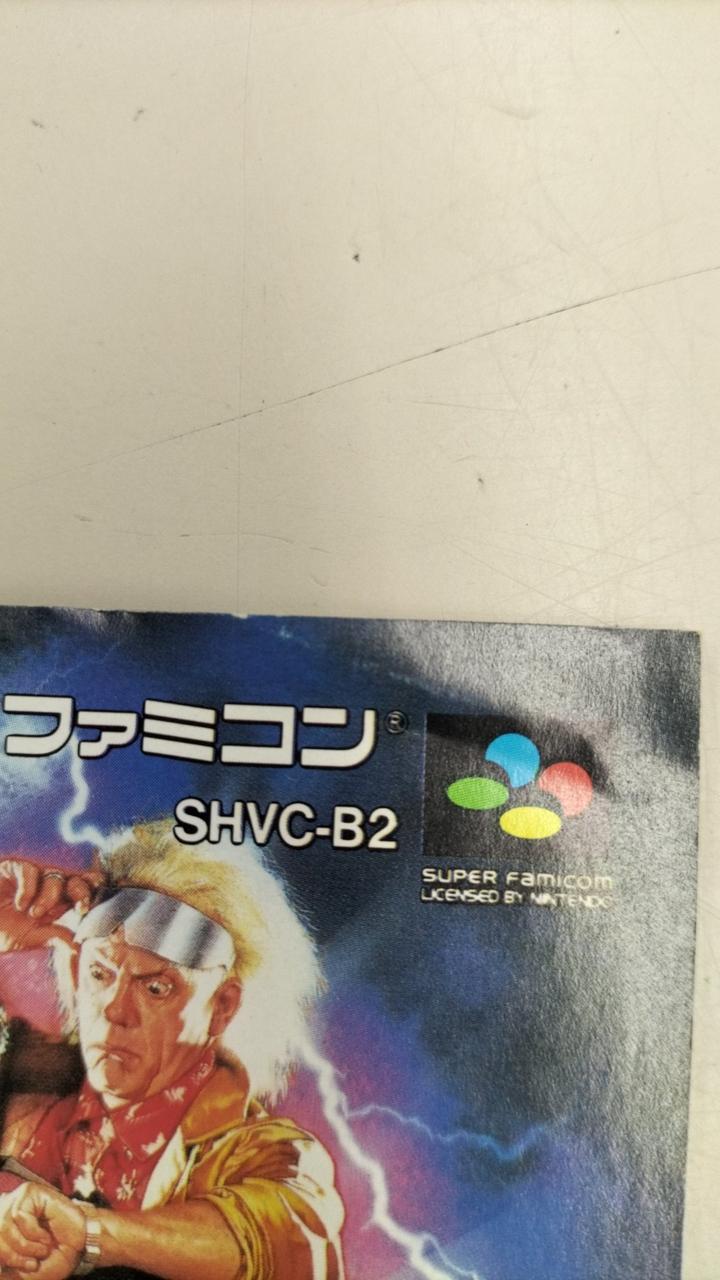 ファミコン®
SHVC-B2
SUPER FAMICOM
LICENSED BY NINTENDO